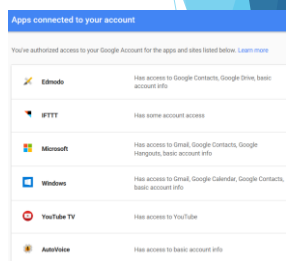 Apps connected to your account
You've authorized access to your Google Account for the apps and sites listed below. Learn more
Edmodo
Has access to Google Contacts, Google Drive, basic
account info
IFTTT
Has some account access
Microsoft
Has access to Gmail, Google Contacts, Google
Hangouts, basic account info
Windows
Has access to Gmail, Google Calendar, Google Contacts,
basic account info
YouTube TV
Has access to YouTube
AutoVoice
Has access to basic account info